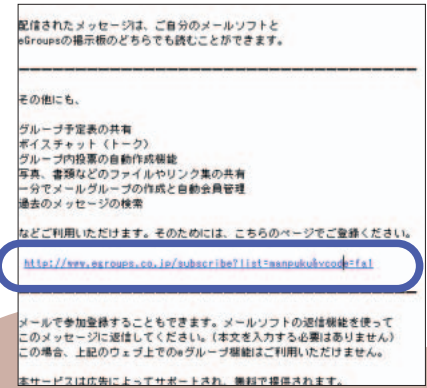 配信されたメッセージは、ご自分のメールソフトと
eGroupsの掲示板のどちらでも読むことができます。
その他にも、
グループ予定表の共有
ボイスチャット（トーク）
グループ内投票の自動作成機能
写真、書類などのファイルやリンク集の共有
一分でメールグループの作成と自動会員管理
過去のメッセージの検索
などご利用いただけます。そのためには、こちらのページでご登録ください。
http://www.egroups.co.jp/subscribe?list=manpuku&vcode=fal
メールで参加登録することもできます。メールソフトの返信機能を使って
このメッセージに返信してください。（本文を入力する必要はありません）
この場合、上記のウェブ上でのeグループ機能はご利用いただけません。
本サービスは広告によってサポートされ、無料で提供されます。